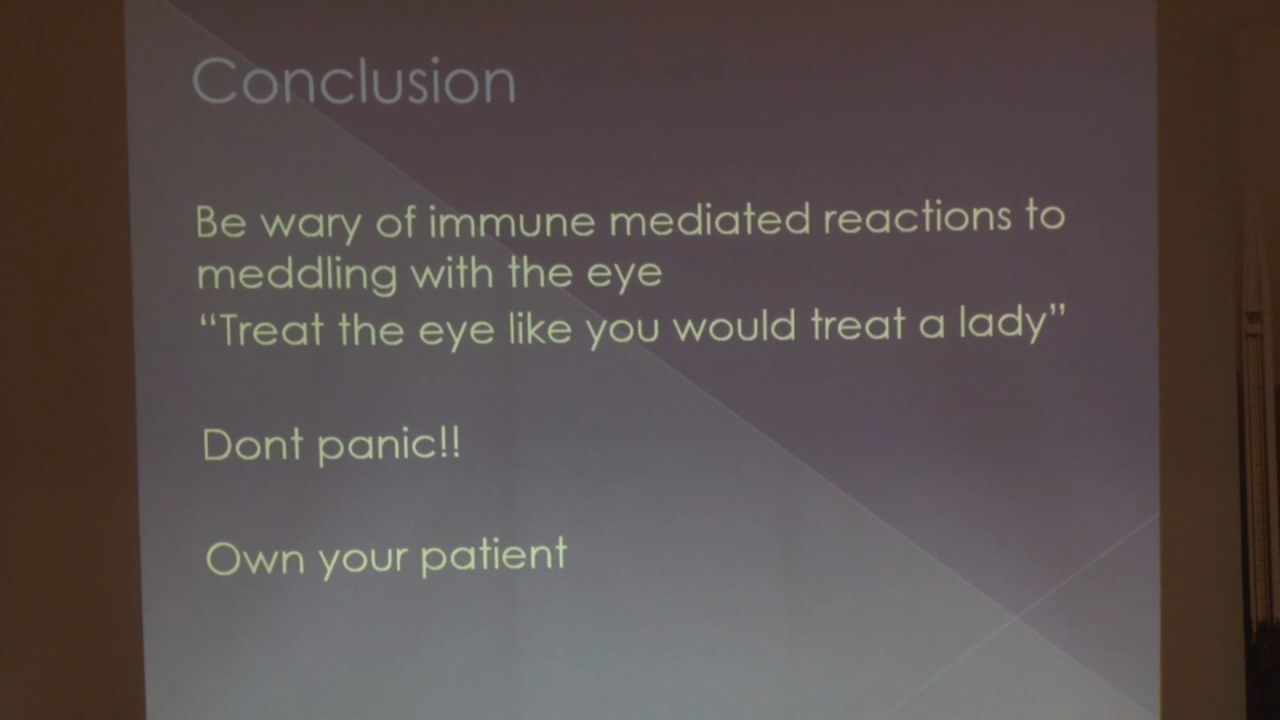 Conclusion
Be wary of immune mediated reactions to
meddling with the eye
“Treat the eye like you would treat a lady”
Dont panic!!
Own your patient